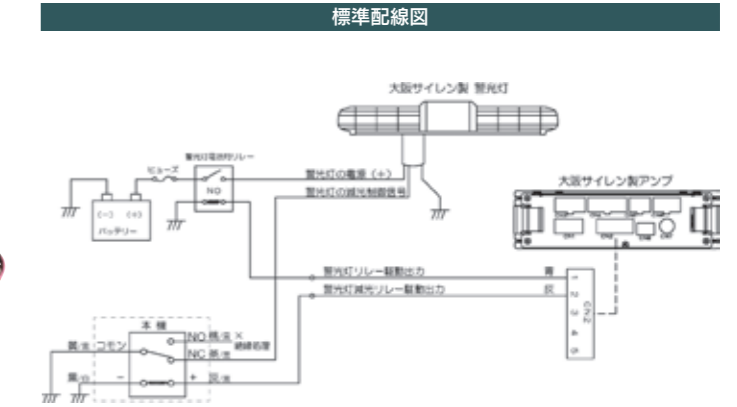 標準配線図
大阪サイレン製 警光灯
警光灯電源用リレー
ヒューズ
NO
警光灯の電源（+）
警光灯の減光制御信号
(−) (+)
バッテリー
大阪サイレン製アンプ
警光灯リレー駆動出力 青 1
警光灯減光リレー駆動出力 灰 2
3
4
5
CN2
本機
コモン
NO
絶縁処理
NC
− +